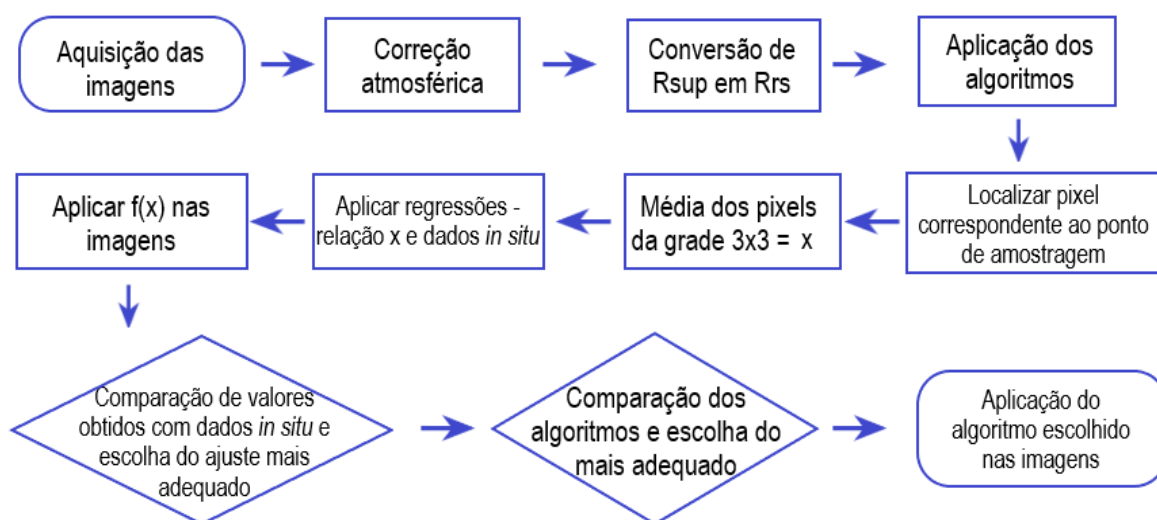 Aquisição das
imagens
Correção
atmosférica
Conversão de
Rsup em Rrs
Aplicação dos
algoritmos
Localizar pixel
correspondente ao ponto
de amostragem
Média dos pixels
da grade 3x3 = x
Aplicar regressões -
relação x e dados in situ
Aplicar f(x) nas
imagens
Comparação de valores
obtidos com dados in situ e
escolha do ajuste mais
adequado
Comparação dos
algoritmos e escolha do
mais adequado
Aplicação do
algoritmo escolhido
nas imagens